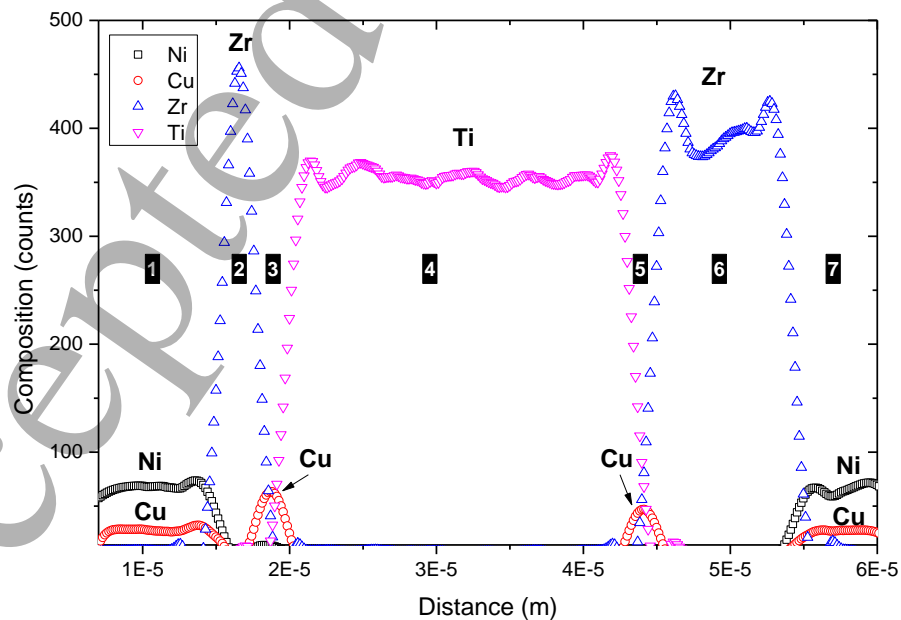 500
400
300
200
100
Composition (counts)
Ni
Cu
Zr
Ti
Zr
Ti
Zr
1
2
3
4
5
6
7
Ni
Cu
Cu
Cu
Ni
Cu
1E-5
2E-5
3E-5
4E-5
5E-5
6E-5
Distance (m)
cepted